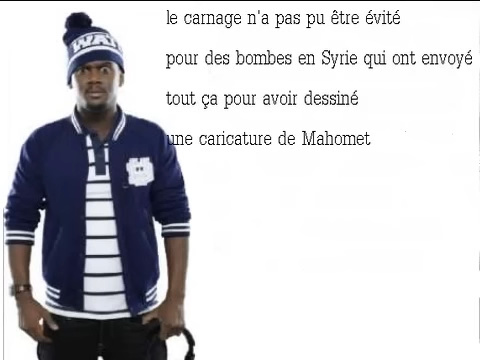 WAT
le carnage n'a pas pu être évité
pour des bombes en Syrie qui ont envoyé
tout ça pour avoir dessiné
une caricature de Mahomet